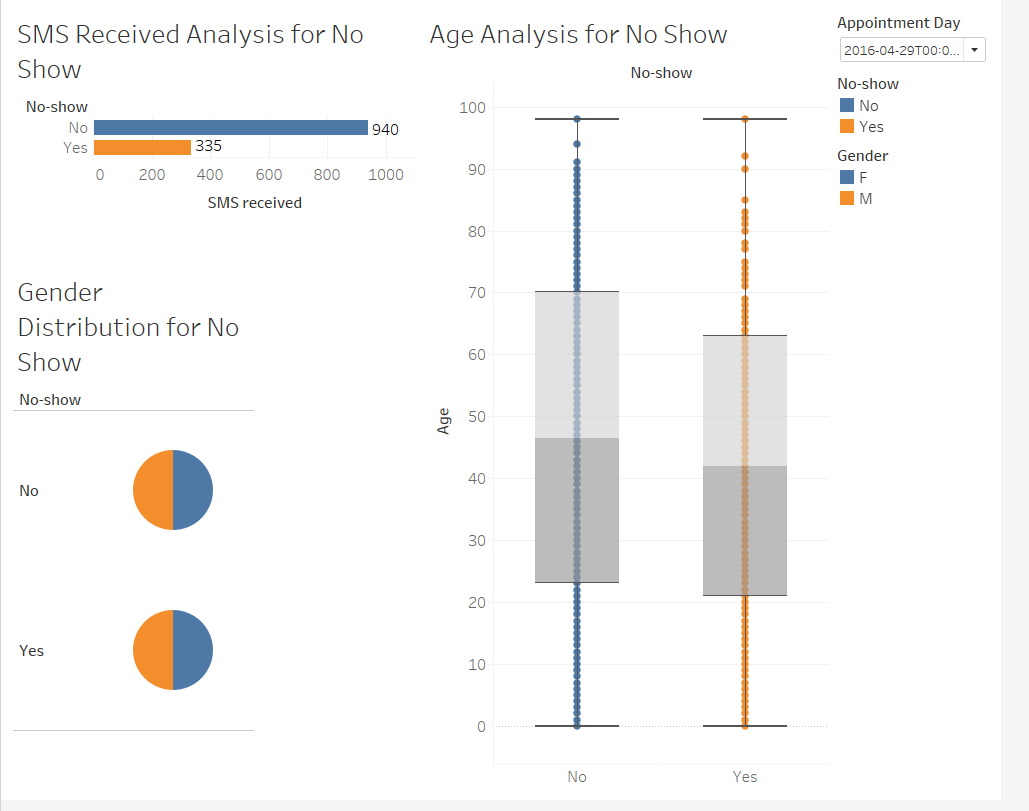 SMS Received Analysis for No
Show
No-show
No
940
Yes
335
0 200 400 600 800 1000
SMS received
Gender
Distribution for No
Show
No-show
No
Yes
Age Analysis for No Show
No-show
100
90
80
70
60
50
40
30
20
10
0
Age
No Yes
Appointment Day
2016-04-29T00:0...
No-show
No
Yes
Gender
F
M